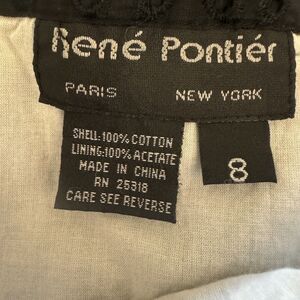 René Pontiér
PARIS NEW YORK
SHELL:100% COTTON
LINING:100% ACETATE
MADE IN CHINA
RN 25318
CARE SEE REVERSE
8